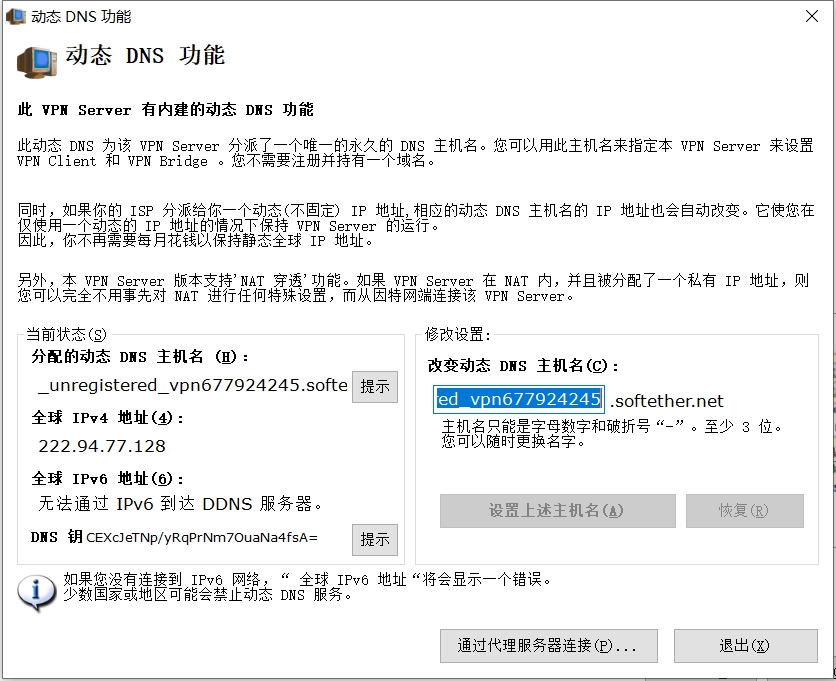 动态 DNS 功能
动态 DNS 功能
此 VPN Server 有内建的动态 DNS 功能
此动态 DNS 为该 VPN Server 分派了一个唯一的永久的 DNS 主机名。您可以用此主机名来指定本 VPN Server 来设置
VPN Client 和 VPN Bridge 。您不需要注册并持有一个域名。
同时，如果你的 ISP 分派给你一个动态(不固定) IP 地址,相应的动态 DNS 主机名的 IP 地址也会自动改变。它使您在
仅使用一个动态的 IP 地址的情况下保持 VPN Server 的运行。
因此，你不再需要每月花钱以保持静态全球 IP 地址。
另外，本 VPN Server 版本支持'NAT 穿透'功能。如果 VPN Server 在 NAT 内，并且被分配了一个私有 IP 地址，则
您可以完全不用事先对 NAT 进行任何特殊设置，而从因特网端连接该 VPN Server。
当前状态(S)
分配的动态 DNS 主机名 (H)：
_unregistered_vpn677924245.softe
提示
全球 IPv4 地址(4)：
222.94.77.128
全球 IPv6 地址(6)：
无法通过 IPv6 到达 DDNS 服务器。
DNS 钥 CEXcJeTNp/yRqPrNm7OuaNa4fsA=
提示
修改设置:
改变动态 DNS 主机名(C)：
ed_vpn677924245 .softether.net
主机名只能是字母数字和破折号“-”。至少 3 位。
您可以随时更换名字。
设置上述主机名(A)
恢复(R)
如果您没有连接到 IPv6 网络，“ 全球 IPv6 地址“将会显示一个错误。
少数国家或地区可能会禁止动态 DNS 服务。
通过代理服务器连接(P)...
退出(X)